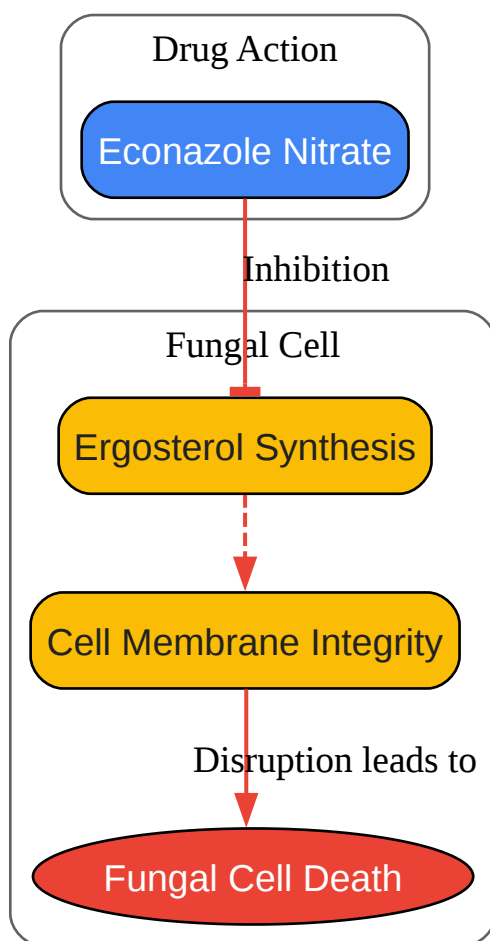 Drug Action
Econazole Nitrate
Inhibition
Fungal Cell
Ergosterol Synthesis
Cell Membrane Integrity
Disruption leads to
Fungal Cell Death